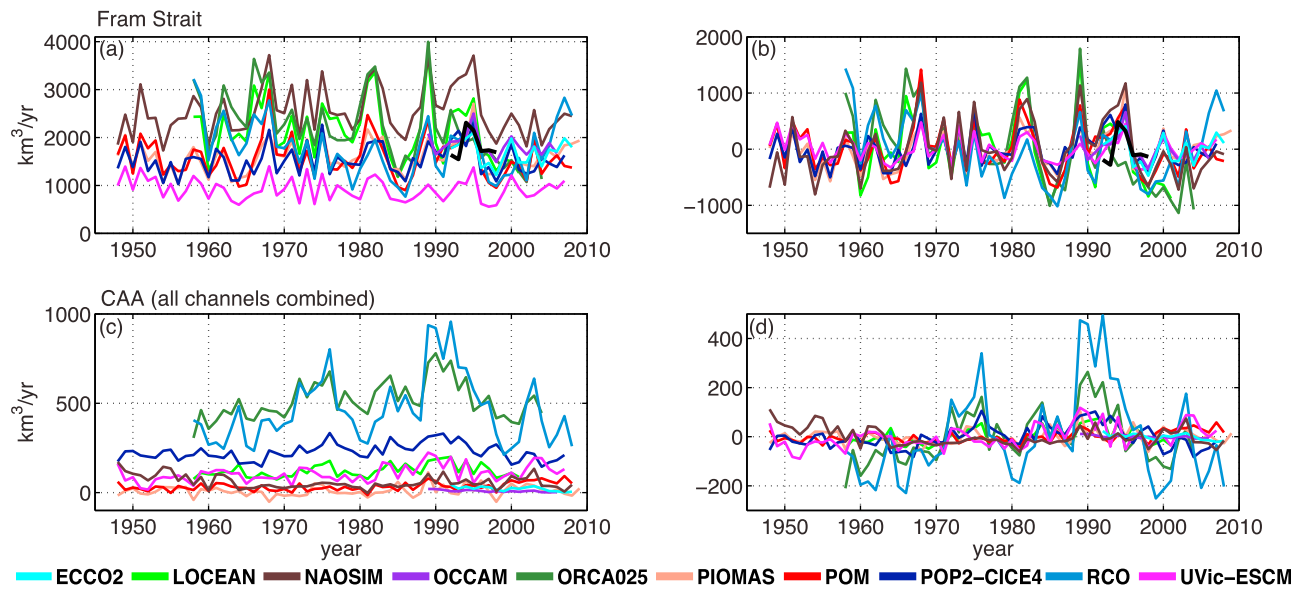 Fram Strait
(a)
4000
3000
2000
1000
0
km³/yr
1950 1960 1970 1980 1990 2000 2010
(b)
2000
1000
0
−1000
1950 1960 1970 1980 1990 2000 2010
CAA (all channels combined)
(c)
1000
500
0
km³/yr
1950 1960 1970 1980 1990 2000 2010
year
(d)
400
200
0
−200
1950 1960 1970 1980 1990 2000 2010
year
ECCO2 LOCEAN NAOSIM OCCAM ORCA025 PIOMAS POM POP2−CICE4 RCO UVic−ESCM